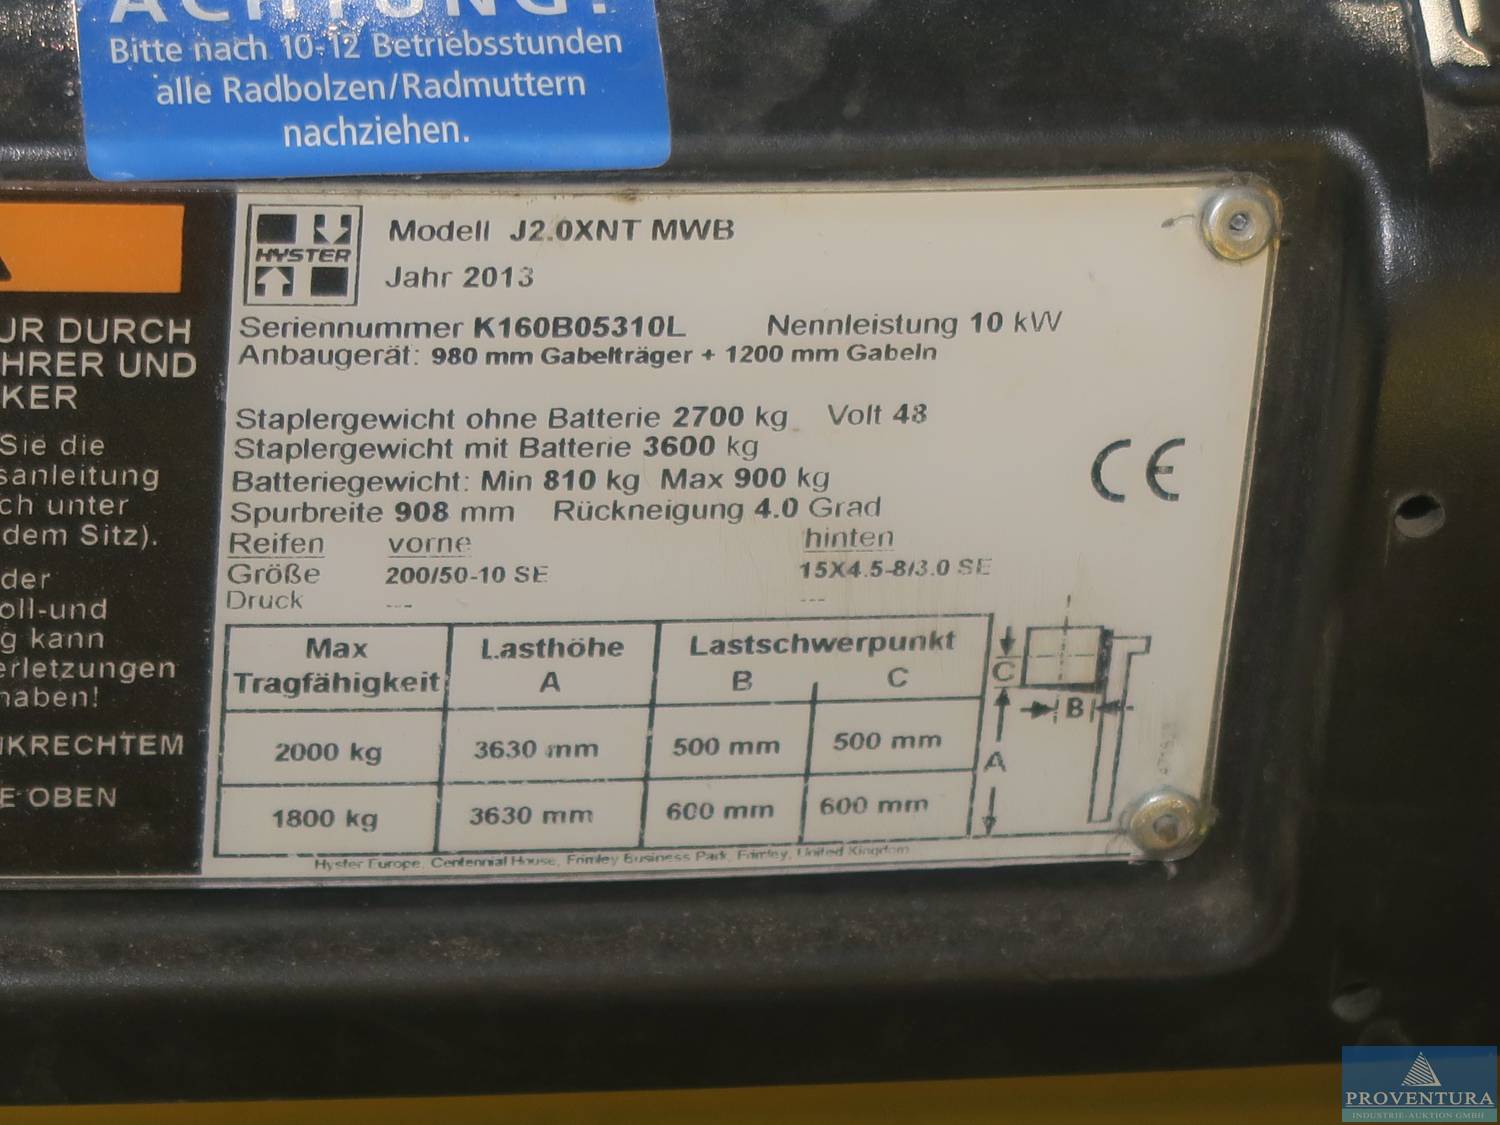 ACHTUNG!
Bitte nach 10-12 Betriebsstunden
alle Radbolzen/Radmuttern
nachziehen.
UR DURCH
HRER UND
KER
Sie die
sanleitung
ch unter
dem Sitz).
der
oll-und
g kann
erletzungen
haben!
NKRECHTEM
E OBEN
HYSTER
Modell J2.0XNT MWB
Jahr 2013
Seriennummer K160B05310L Nennleistung 10 kW
Anbaugerät: 980 mm Gabelträger + 1200 mm Gabeln
Staplergewicht ohne Batterie 2700 kg Volt 48
Staplergewicht mit Batterie 3600 kg
Batteriegewicht: Min 810 kg Max 900 kg
Spurbreite 908 mm Rückneigung 4.0 Grad
Reifen vorne hinten
Größe 200/50-10 SE 15X4.5-8/3.0 SE
Druck --- ---
Max Tragfähigkeit Lasthöhe A Lastschwerpunkt B C
2000 kg 3630 mm 500 mm 500 mm
1800 kg 3630 mm 600 mm 600 mm
C
B
A
CE
Hyster Europe, Centennial House, Frimley Business Park, Frimley, United Kingdom
PROVENTURA
INDUSTRIE-AUKTION GMBH